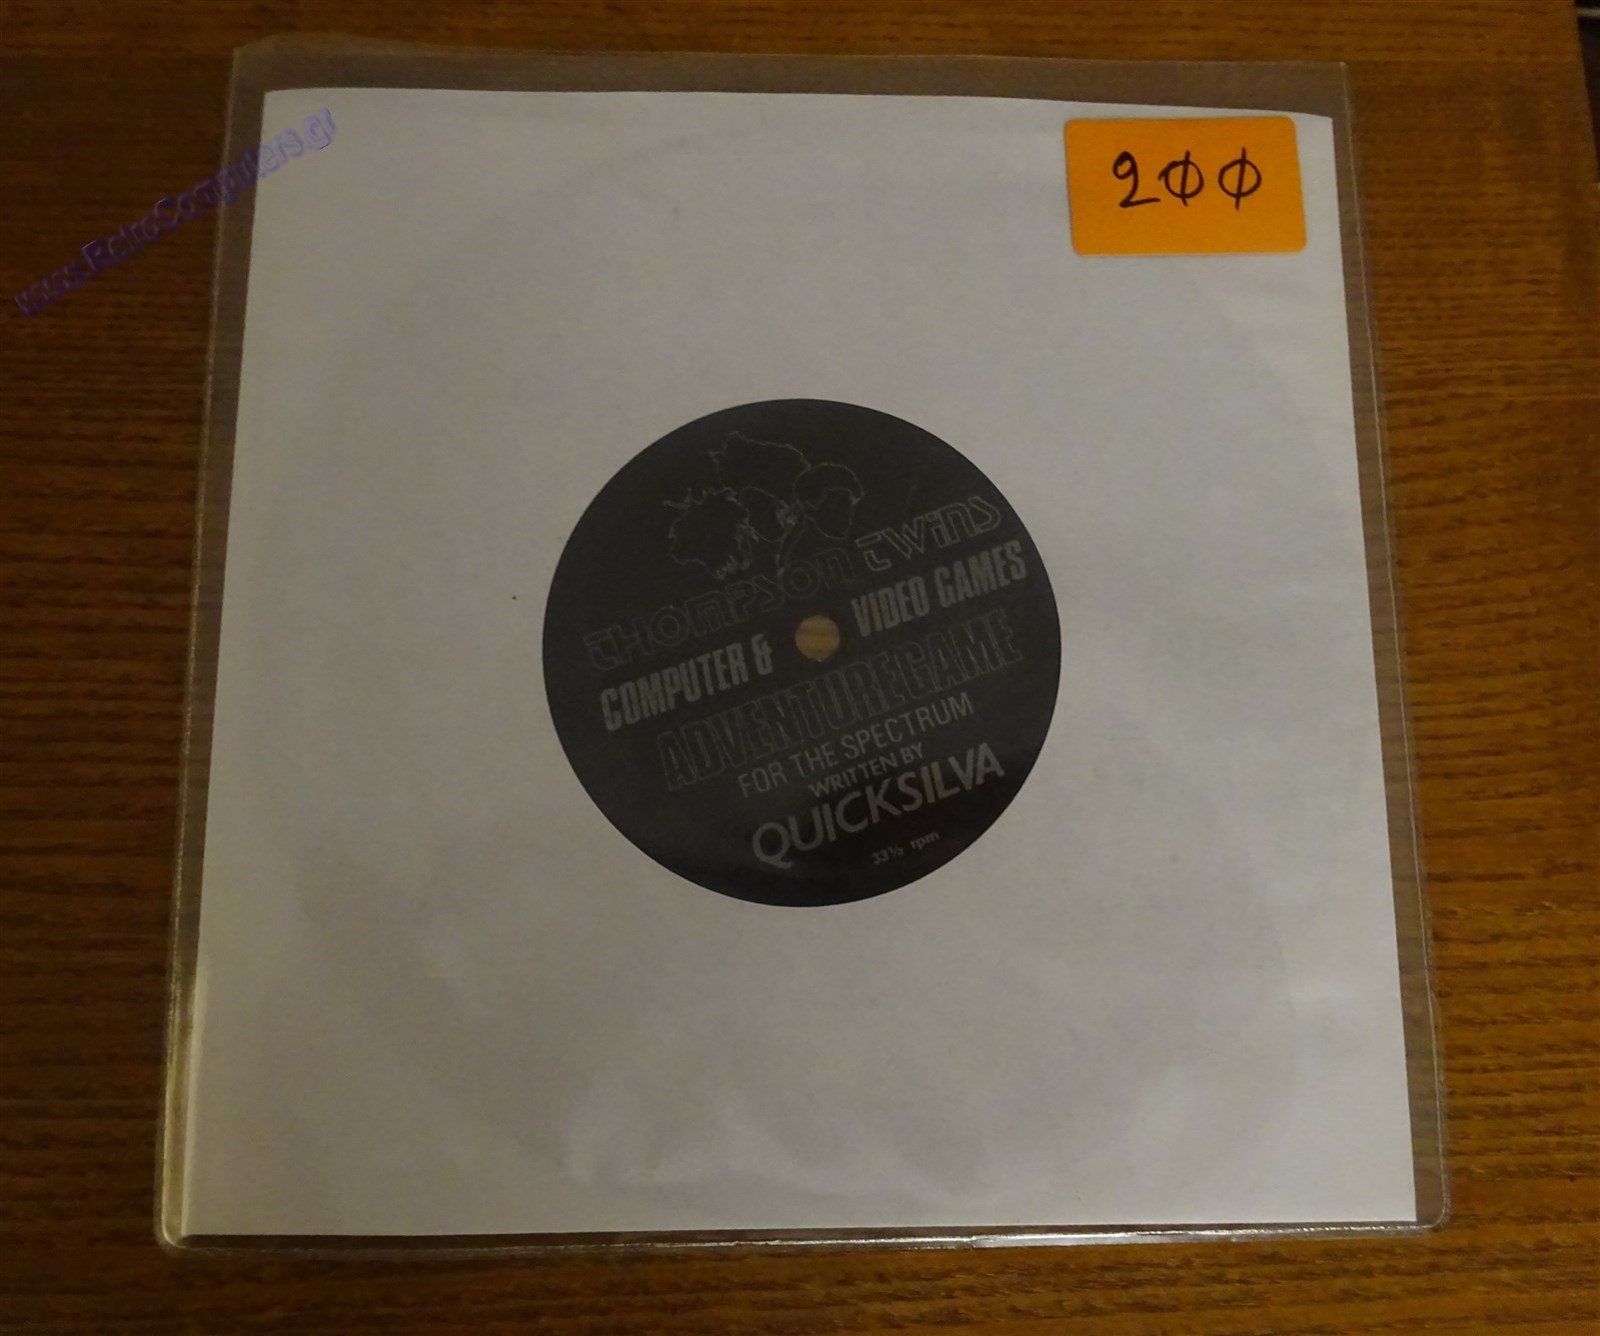 www.RetroComputers.gr
200
THOMPSON TWINS
COMPUTER & VIDEO GAMES
ADVENTURE GAME
FOR THE SPECTRUM
WRITTEN BY
QUICKSILVA
33⅓ rpm